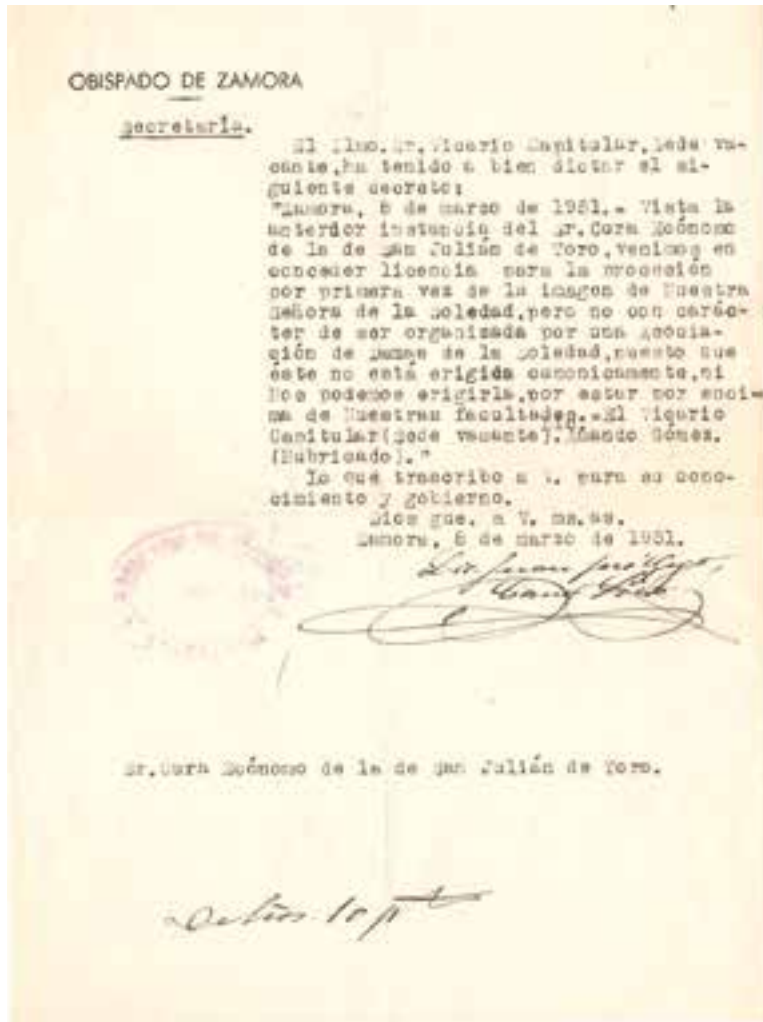 OBISPADO DE ZAMORA
Secretaría.
El Ilmo. Sr. Vicario Capitular, Sede va-
cante, ha tenido a bien dictar el si-
guiente decreto:
"Zamora, 8 de marzo de 1951.- Vista la
anterior instancia del Sr. Cura Ecónomo
de la de San Julián de Toro, venimos en
conceder licencia para la procesión
por primera vez de la imagen de Nuestra
Señora de la Soledad, pero no con carác-
ter de ser organizada por una Asocia-
ción de Damas de la Soledad, puesto que
éste no está erigida canonicamente, ni
Nos podemos erigirla, por estar por enci-
ma de Nuestras facultades.-El Vicario
Capitular (Sede vacante). Gómez.
(Rubricado)."
Lo que transcribo a V. para su cono-
cimiento y gobierno.
Dios gue. a V. ms. as.
Zamora, 8 de marzo de 1951.
Sr. Cura Ecónomo de la de San Julián de Toro.